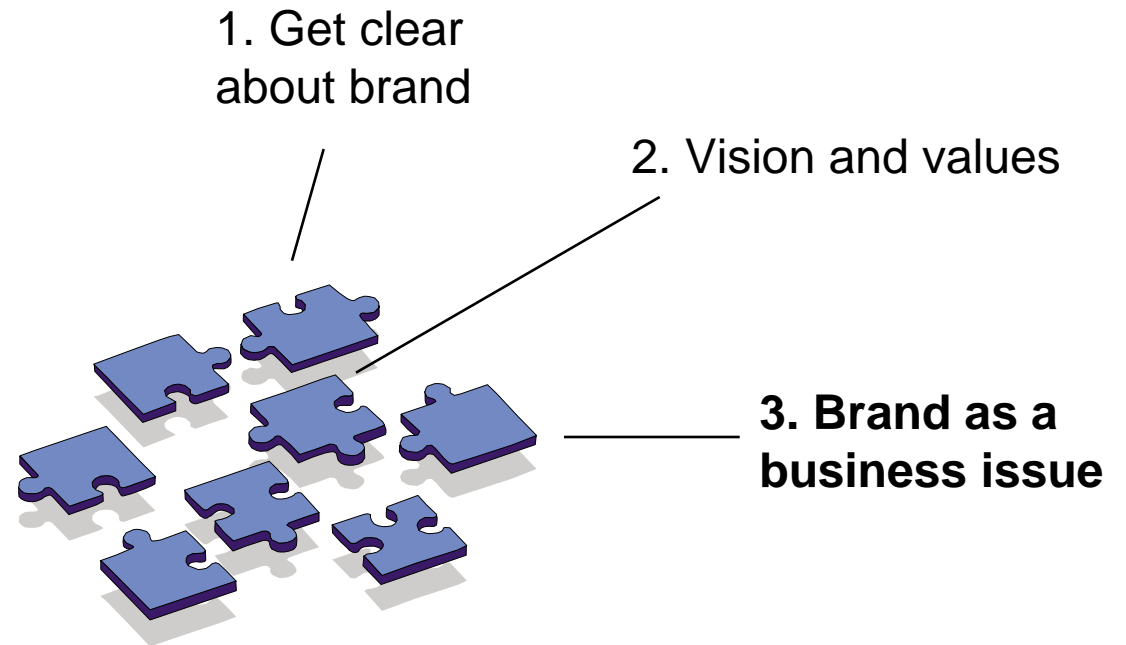 1. Get clear
about brand
2. Vision and values
3. Brand as a
business issue